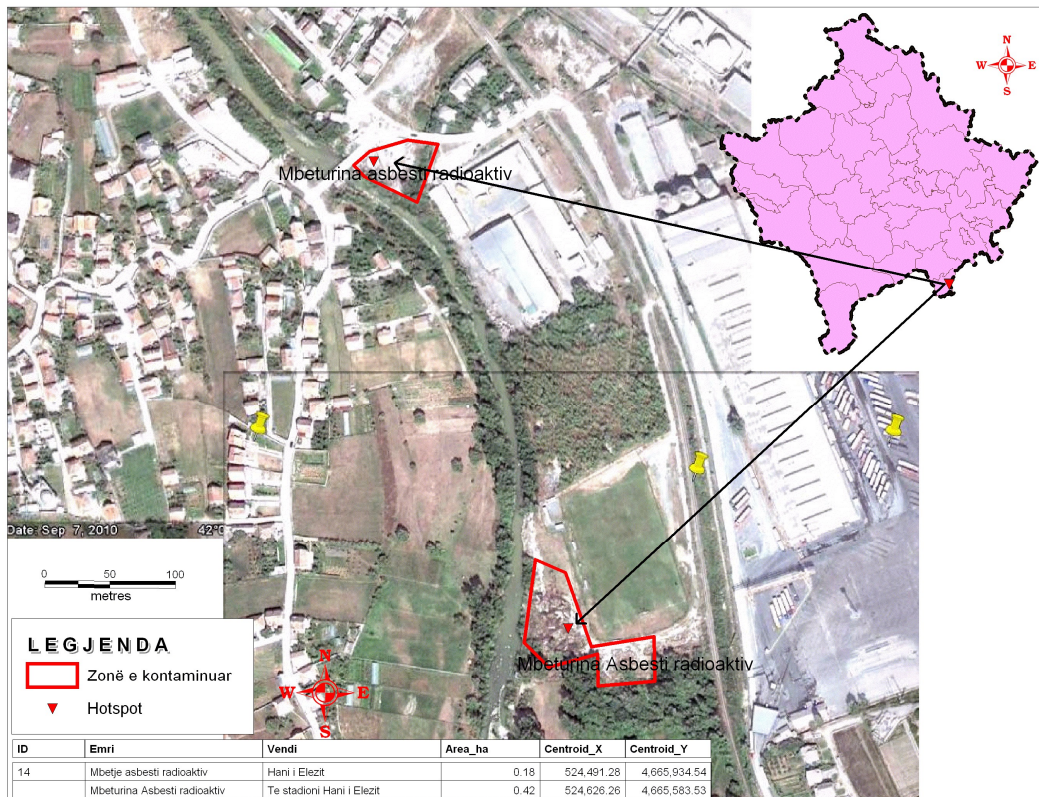 N
W E
S
Mbeturina asbesti radioaktiv
Date: Sep 7, 2010
0 50 100
metres
LEGJENDA
Zonë e kontaminuar
Hotspot
N
W E
S
Mbeturina Asbesti radioaktiv
ID Emri Vendi Area_ha Centroid_X Centroid_Y
14 Mbetje asbesti radioaktiv Hani i Elezit 0.18 524,491.28 4,665,934.54
Mbeturina Asbesti radioaktiv Te stadioni Hani i Elezit 0.42 524,626.26 4,665,583.53